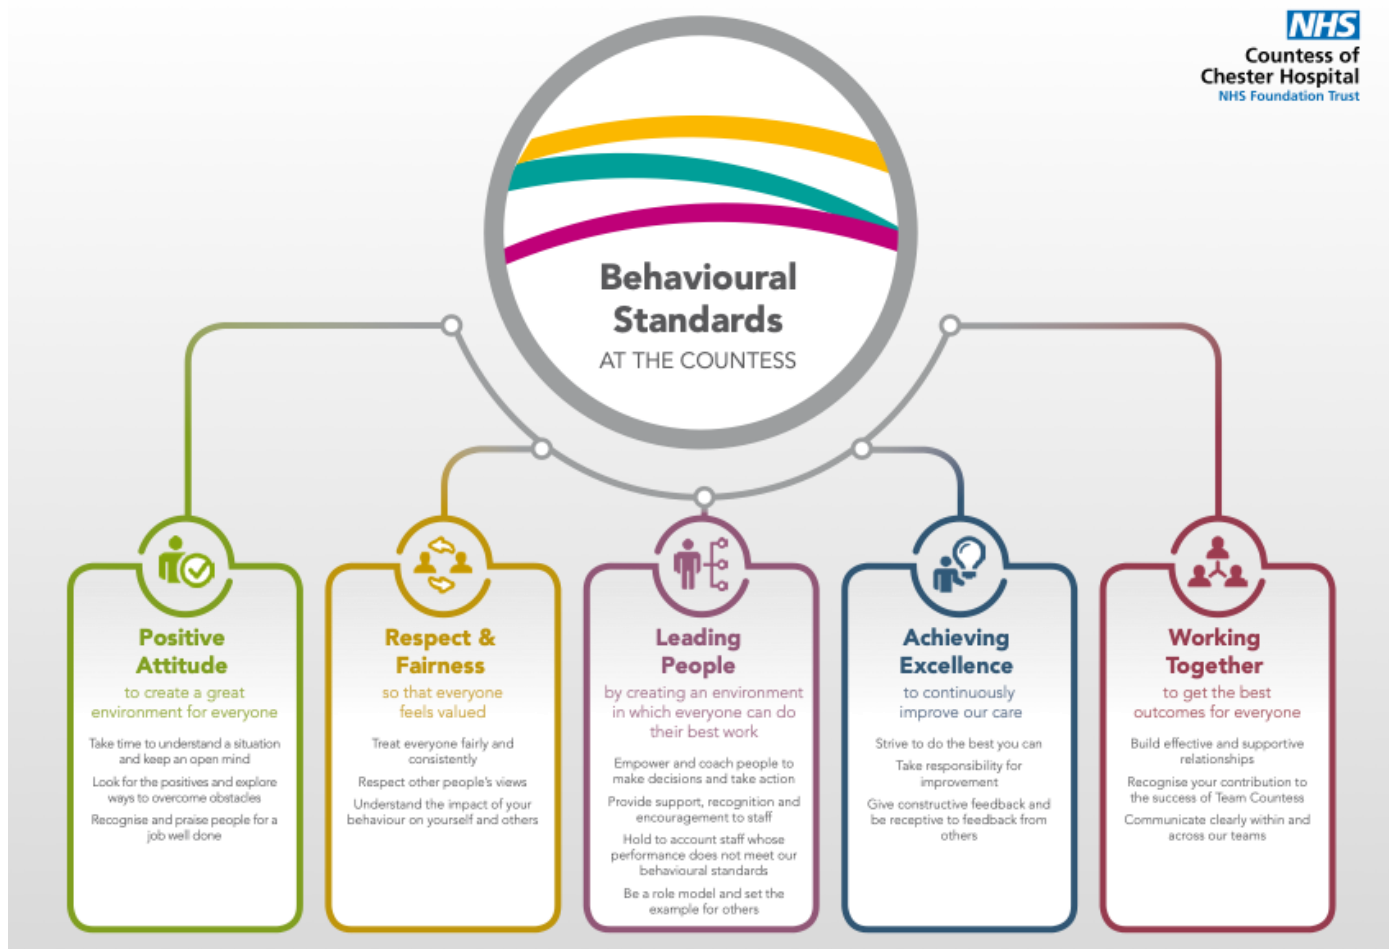 NHS
Countess of
Chester Hospital
NHS Foundation Trust
Behavioural
Standards
AT THE COUNTESS
Positive
Attitude
to create a great
environment for everyone
Take time to understand a situation
and keep an open mind
Look for the positives and explore
ways to overcome obstacles
Recognise and praise people for a
job well done
Respect &
Fairness
so that everyone
feels valued
Treat everyone fairly and
consistently
Respect other people's views
Understand the impact of your
behaviour on yourself and others
Leading
People
by creating an environment
in which everyone can do
their best work
Empower and coach people to
make decisions and take action
Provide support, recognition and
encouragement to staff
Hold to account staff whose
performance does not meet our
behavioural standards
Be a role model and set the
example for others
Achieving
Excellence
to continuously
improve our care
Strive to do the best you can
Take responsibility for
improvement
Give constructive feedback and
be receptive to feedback from
others
Working
Together
to get the best
outcomes for everyone
Build effective and supportive
relationships
Recognise your contribution to
the success of Team Countess
Communicate clearly within and
across our teams